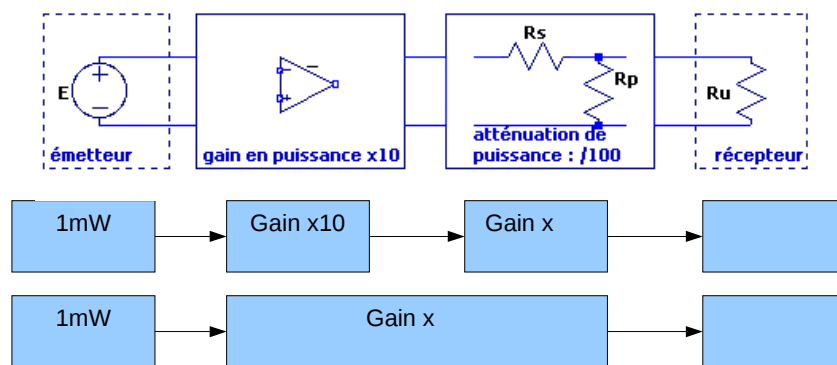 Rs
E
Rp
Ru
émetteur
gain en puissance x10
atténuation de
puissance : /100
récepteur
1mW
Gain x10
Gain x
1mW
Gain x